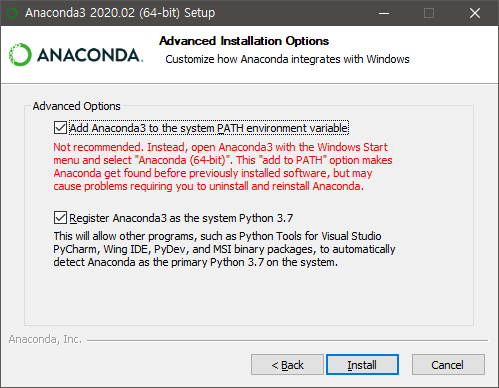 Anaconda3 2020.02 (64-bit) Setup
ANACONDA.
Advanced Installation Options
Customize how Anaconda integrates with Windows
Advanced Options
Add Anaconda3 to the system PATH environment variable
Not recommended. Instead, open Anaconda3 with the Windows Start
menu and select "Anaconda (64-bit)". This "add to PATH" option makes
Anaconda get found before previously installed software, but may
cause problems requiring you to uninstall and reinstall Anaconda.
Register Anaconda3 as the system Python 3.7
This will allow other programs, such as Python Tools for Visual Studio
PyCharm, Wing IDE, PyDev, and MSI binary packages, to automatically
detect Anaconda as the primary Python 3.7 on the system.
Anaconda, Inc.
< Back
Install
Cancel